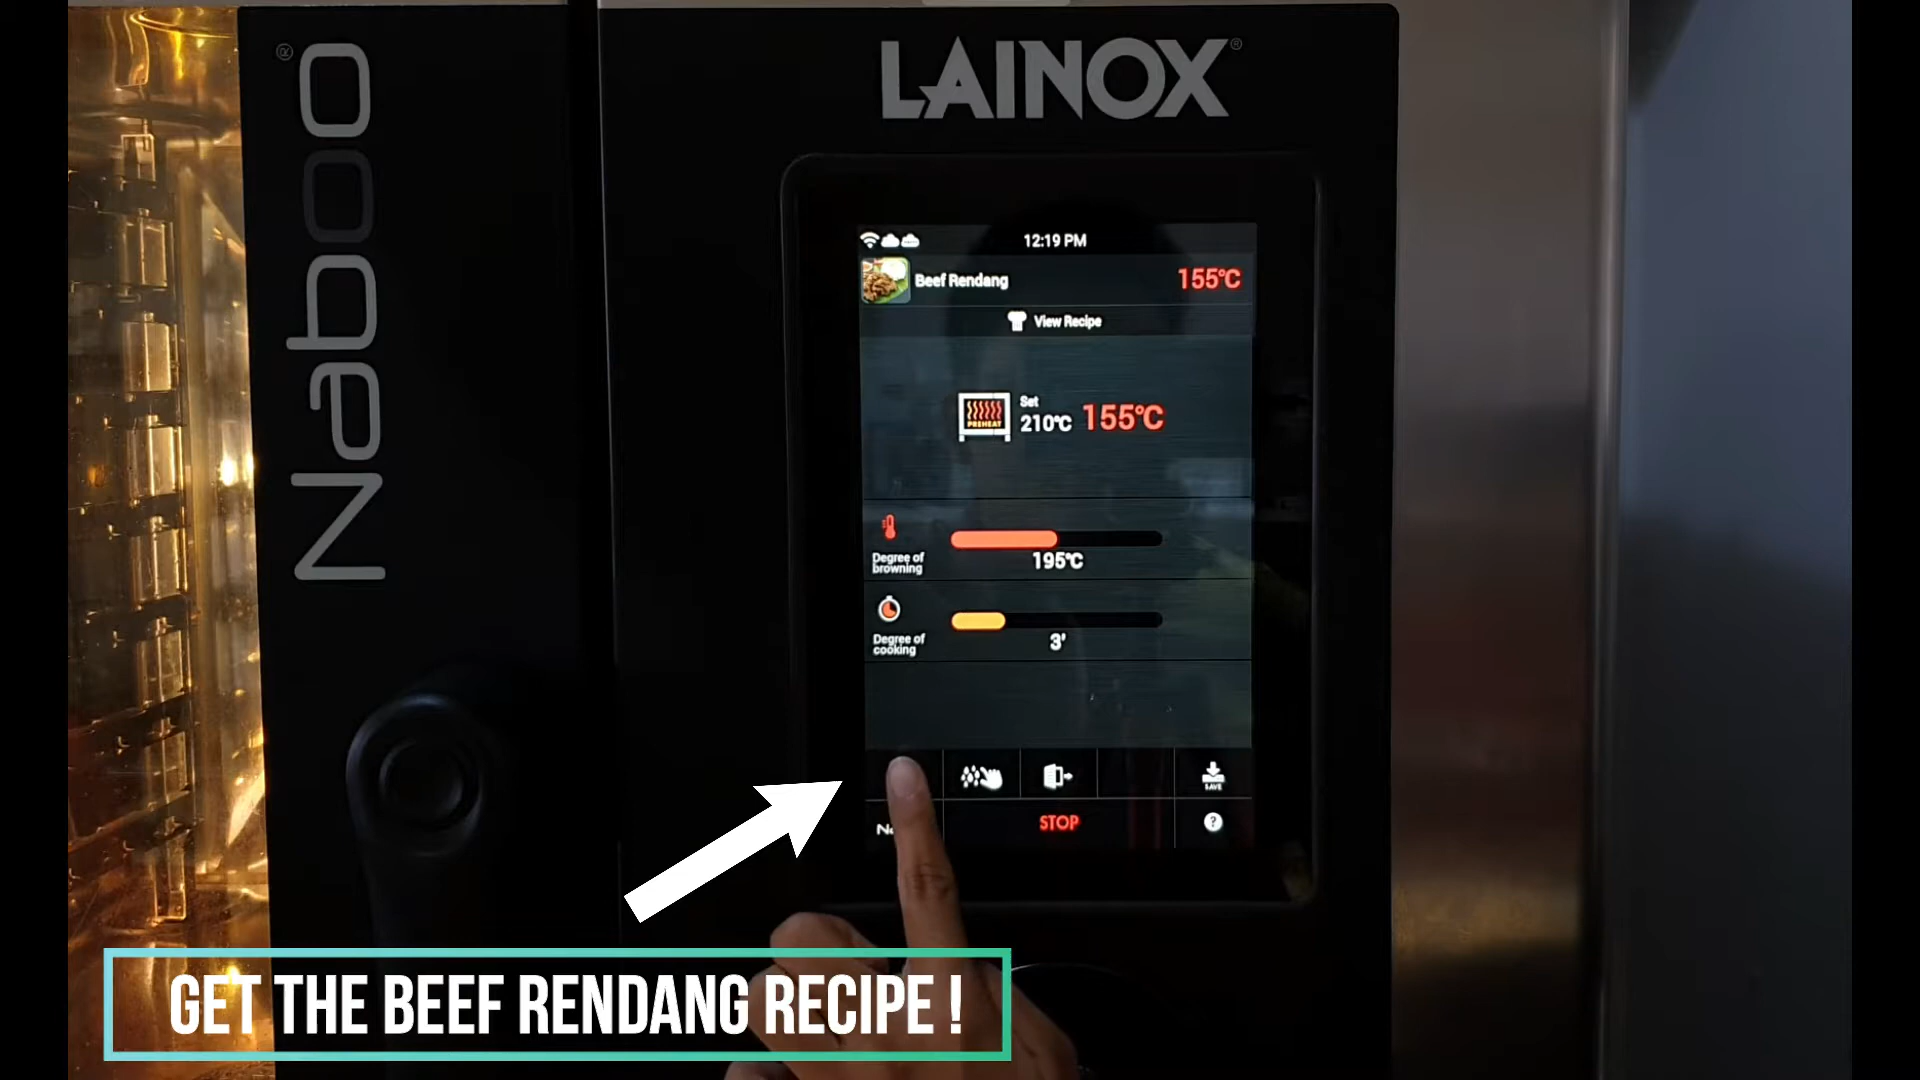 Naboo
LAINOX
12:19 PM
Beef Rendang
155°C
View Recipe
PREHEAT
Set
210°C
155°C
Degree of
browning
195°C
Degree of
cooking
3'
SAVE
STOP
?
GET THE BEEF RENDANG RECIPE !